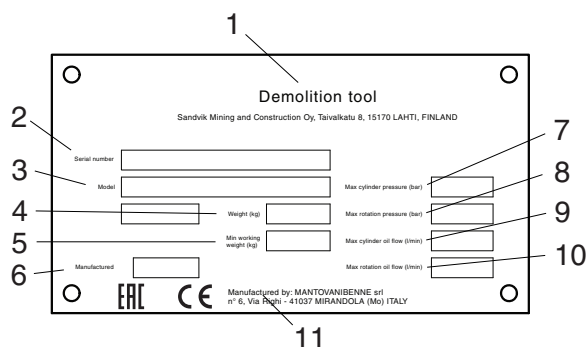 1
Demolition tool
Sandvik Mining and Construction Oy, Taivalkatu 8, 15170 LAHTI, FINLAND
2
Serial number
7
3
Model
Max cylinder pressure (bar)
8
4
Weight (kg)
Max rotation pressure (bar)
9
5
Min working
weight (kg)
Max cylinder oil flow (l/min)
10
6
Manufactured
Max rotation oil flow (l/min)
EAC CE
Manufactured by: MANTOVANIBENNE srl
n° 6, Via Righi - 41037 MIRANDOLA (Mo) ITALY
11